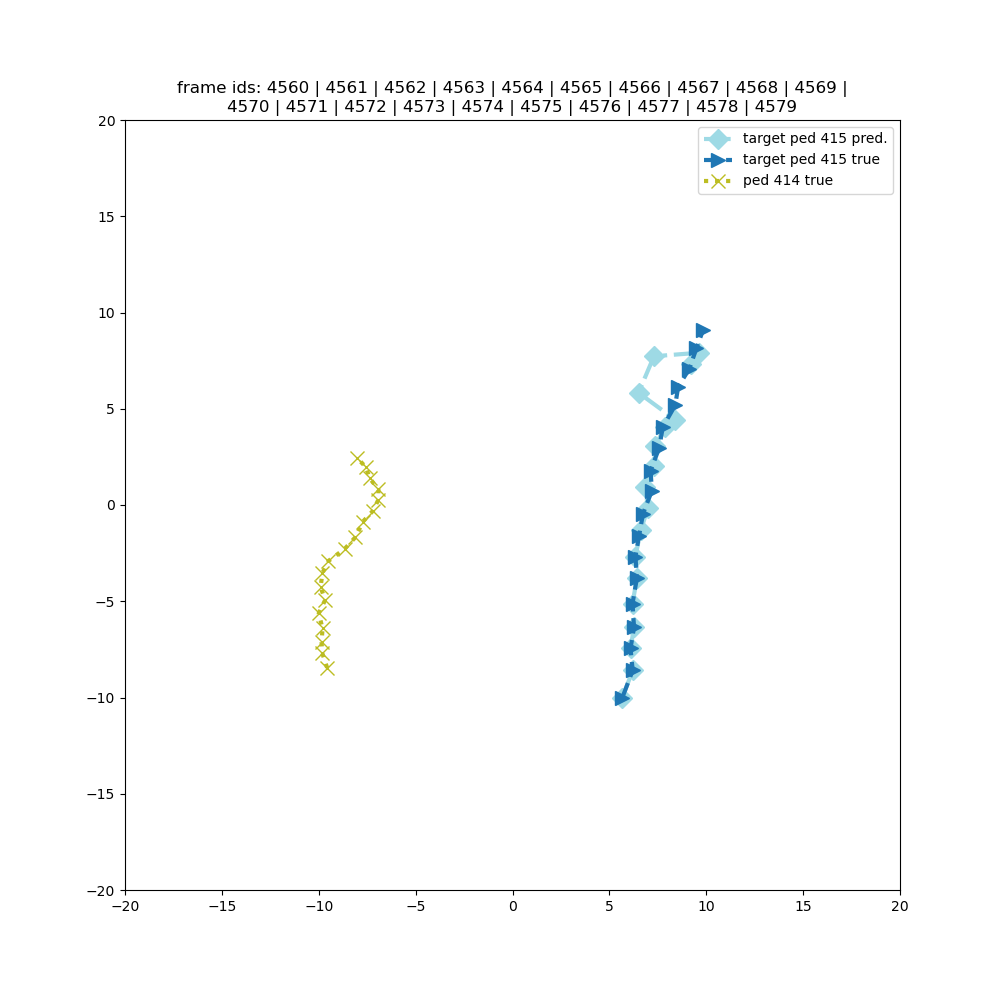 frame ids: 4560 | 4561 | 4562 | 4563 | 4564 | 4565 | 4566 | 4567 | 4568 | 4569 |
4570 | 4571 | 4572 | 4573 | 4574 | 4575 | 4576 | 4577 | 4578 | 4579
target ped 415 pred.
target ped 415 true
ped 414 true
20
15
10
5
0
−5
−10
−15
−20
−20 −15 −10 −5 0 5 10 15 20